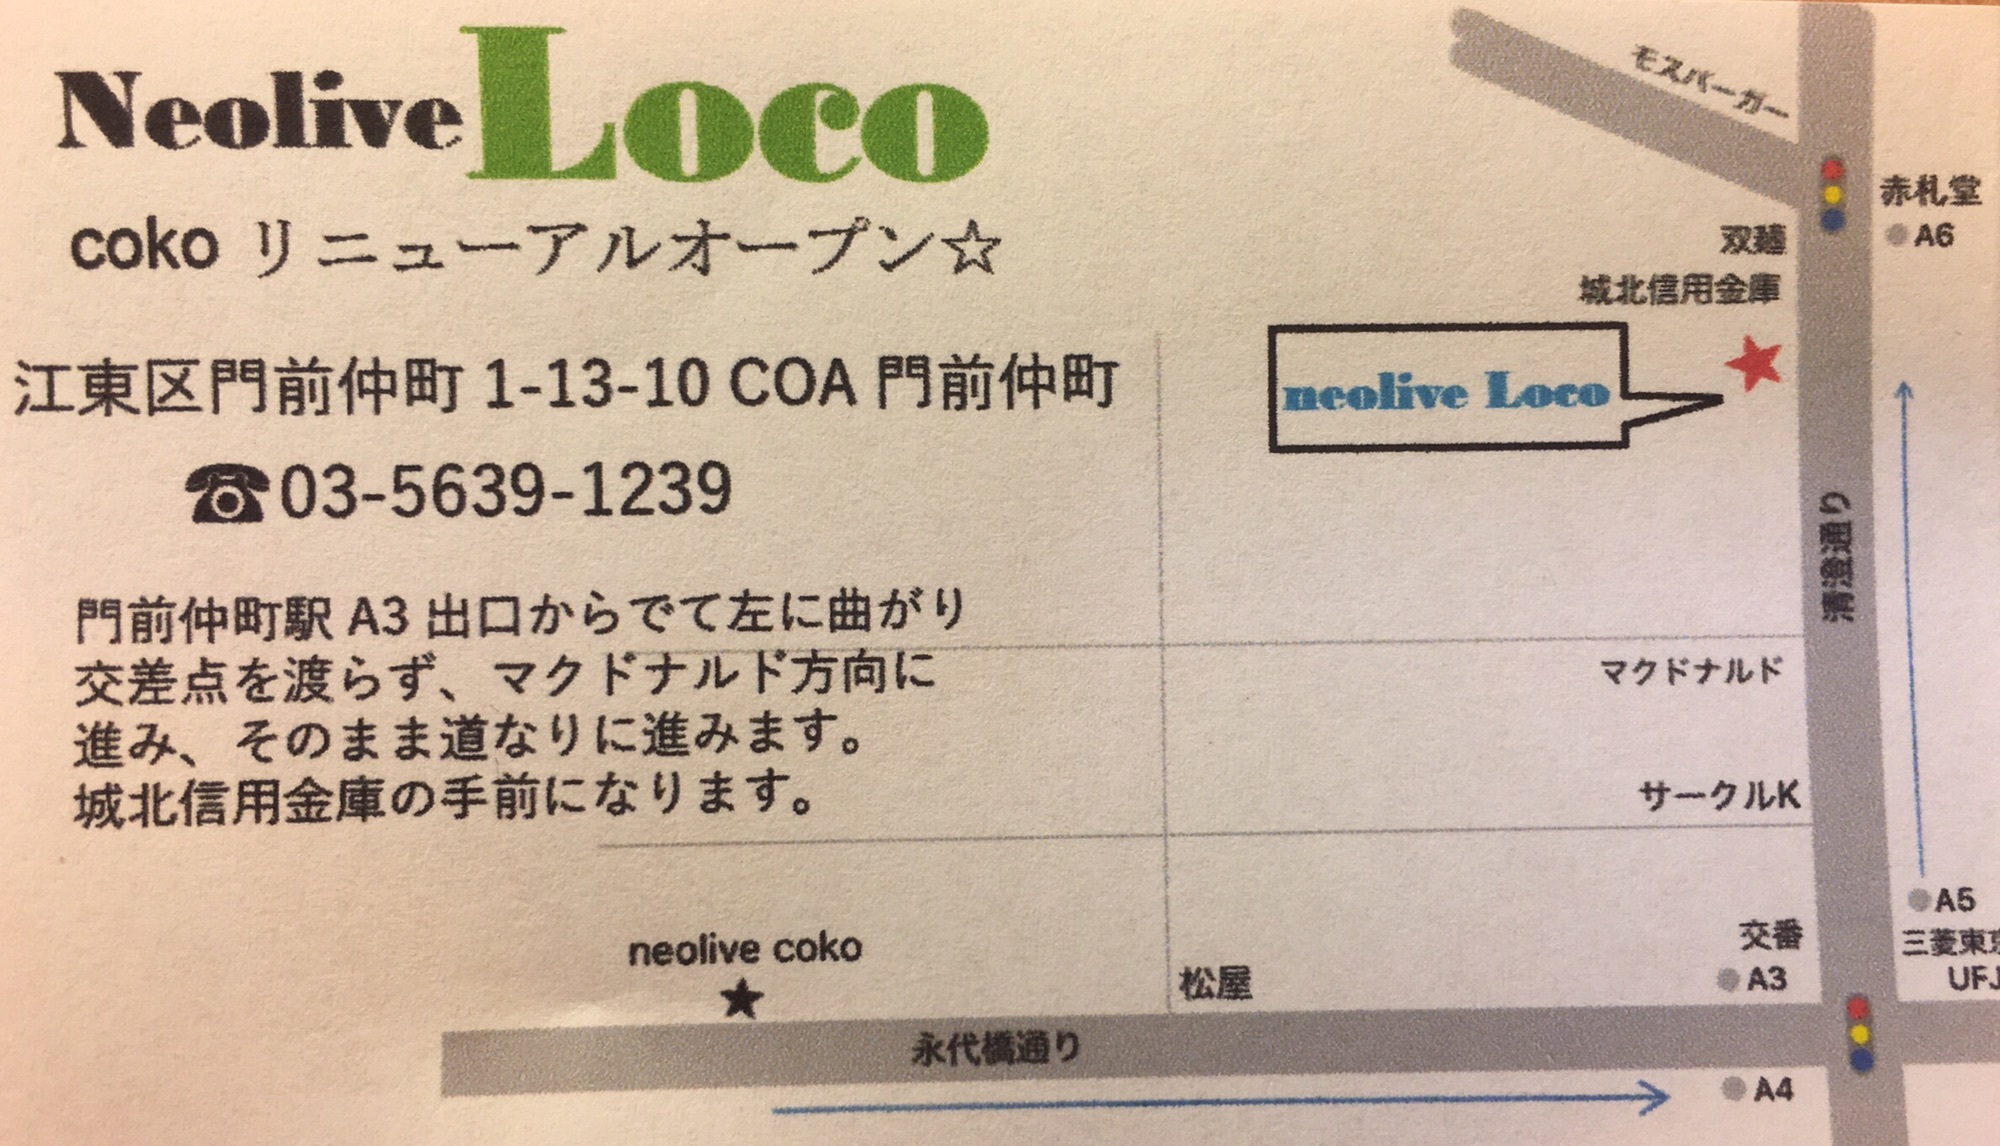 Neolive Loco
coko リニューアルオープン☆
江東区門前仲町 1-13-10 COA 門前仲町
☎03-5639-1239
門前仲町駅 A3 出口からでて左に曲がり
交差点を渡らず、マクドナルド方向に
進み、そのまま道なりに進みます。
城北信用金庫の手前になります。
モスバーガー
赤札堂
A6
城北信用金庫
neolive Loco
清澄通り
マクドナルド
サークルK
A5
三菱東京
UFJ
交番
A3
neolive coko
★
松屋
永代橋通り
A4